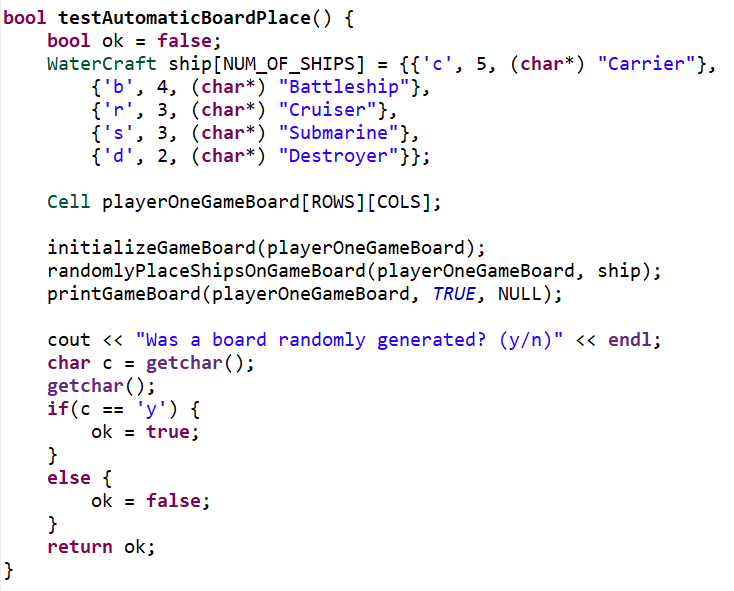 bool testAutomaticBoardPlace() {
    bool ok = false;
    WaterCraft ship[NUM_OF_SHIPS] = {{'c', 5, (char*) "Carrier"},
        {'b', 4, (char*) "Battleship"},
        {'r', 3, (char*) "Cruiser"},
        {'s', 3, (char*) "Submarine"},
        {'d', 2, (char*) "Destroyer"}};

    Cell playerOneGameBoard[ROWS][COLS];

    initializeGameBoard(playerOneGameBoard);
    randomlyPlaceShipsOnGameBoard(playerOneGameBoard, ship);
    printGameBoard(playerOneGameBoard, TRUE, NULL);

    cout << "Was a board randomly generated? (y/n)" << endl;
    char c = getchar();
    getchar();
    if(c == 'y') {
        ok = true;
    }
    else {
        ok = false;
    }
    return ok;
}